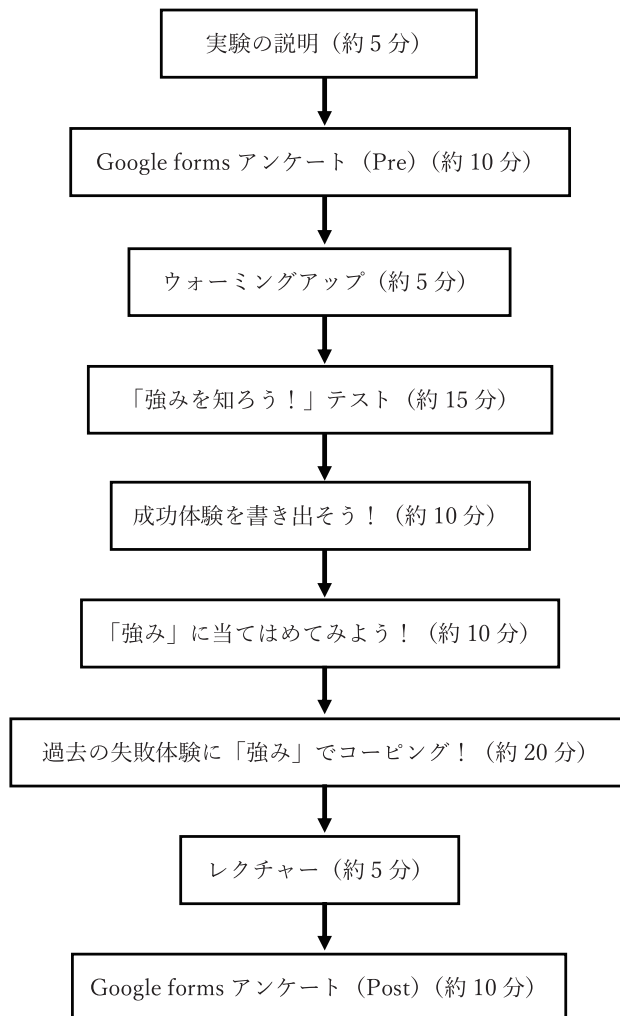 実験の説明（約 5 分）
Google forms アンケート（Pre）（約 10 分）
ウォーミングアップ（約 5 分）
「強みを知ろう！」テスト（約 15 分）
成功体験を書き出そう！（約 10 分）
「強み」に当てはめてみよう！（約 10 分）
過去の失敗体験に「強み」でコーピング！（約 20 分）
レクチャー（約 5 分）
Google forms アンケート（Post）（約 10 分）